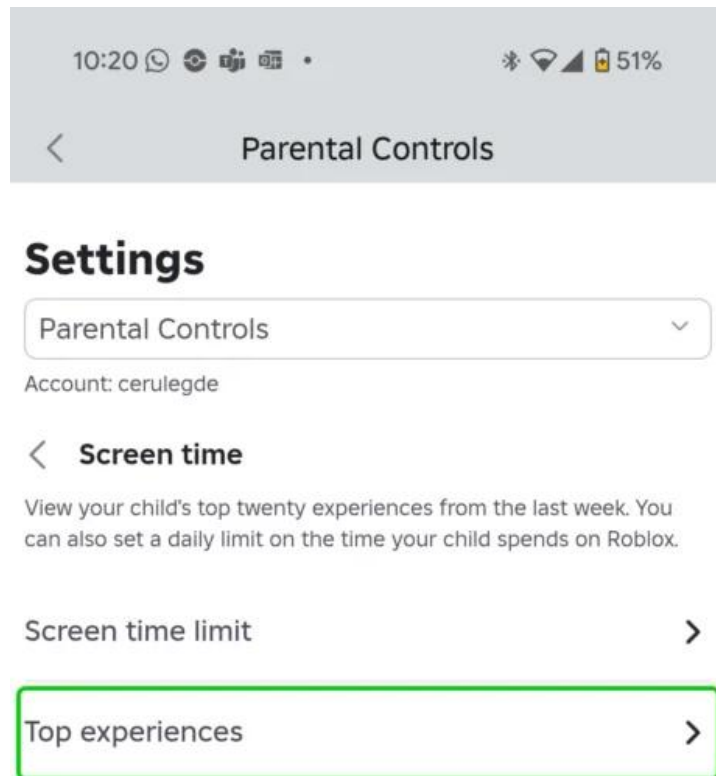 10:20 51%
Parental Controls
Settings
Parental Controls
Account: cerulegde
Screen time
View your child's top twenty experiences from the last week. You
can also set a daily limit on the time your child spends on Roblox.
Screen time limit
Top experiences